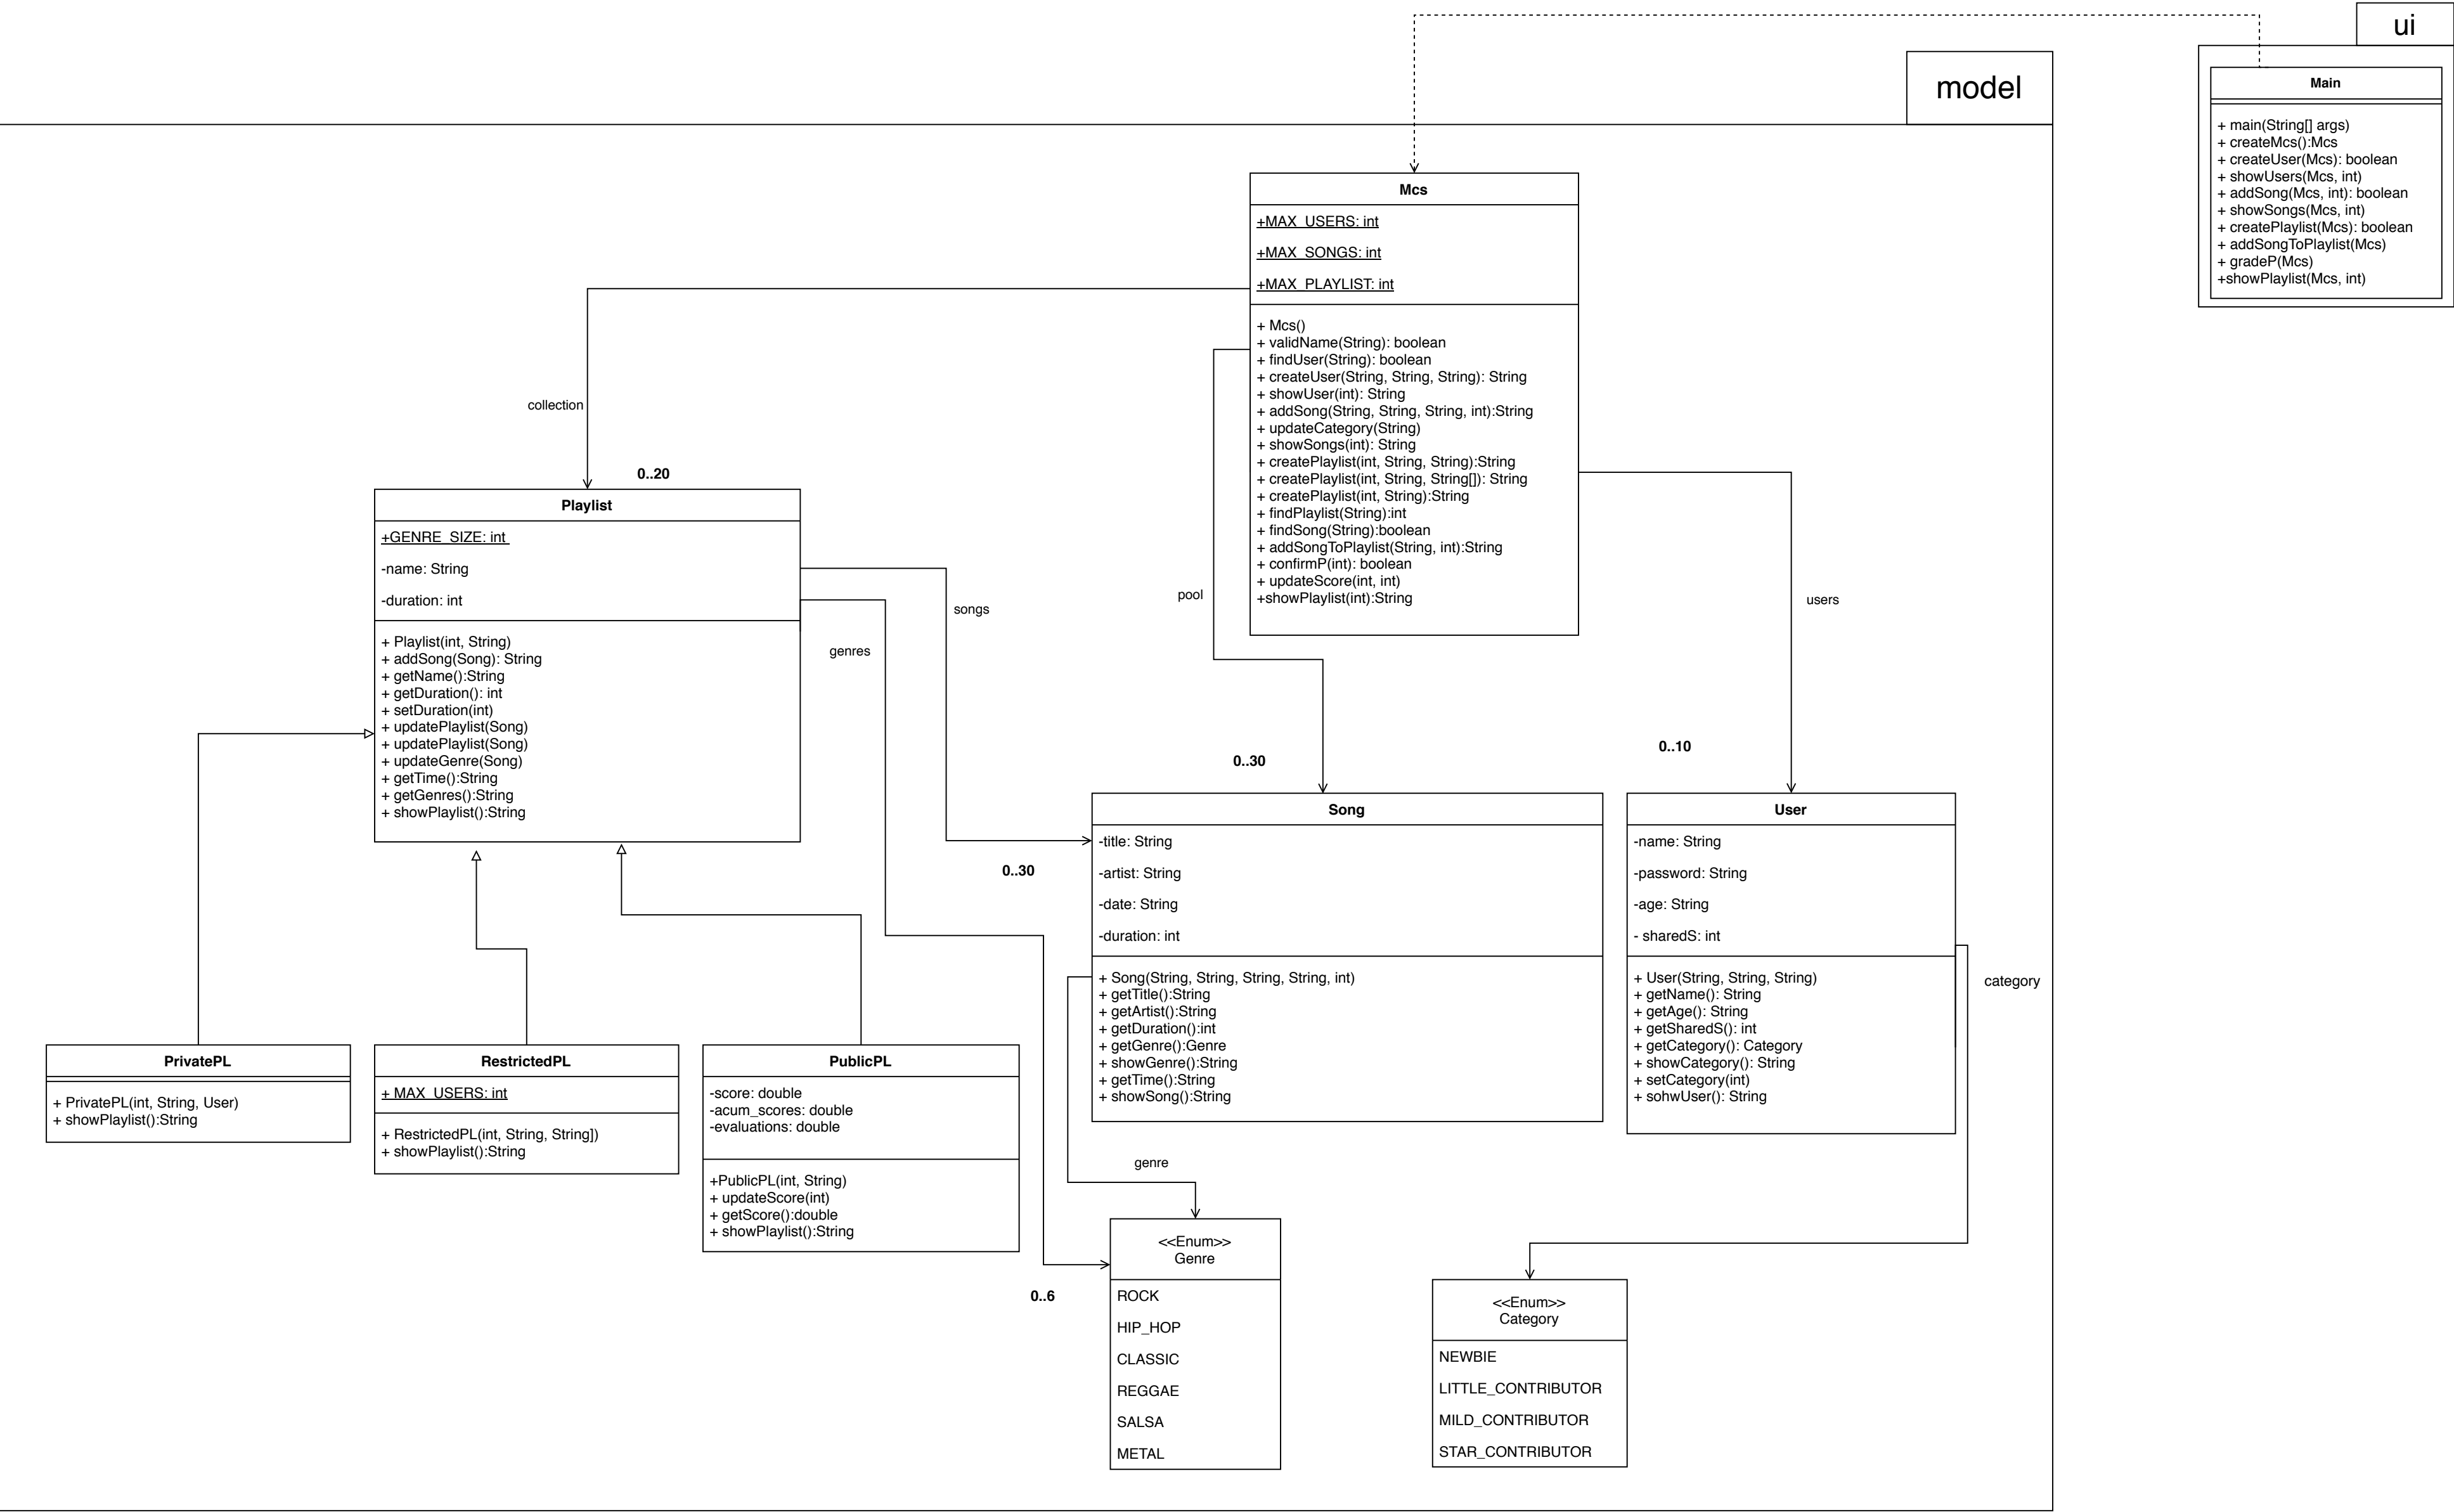 ui
model
Main
+ main(String[] args)
+ createMcs():Mcs
+ createUser(Mcs): boolean
+ showUsers(Mcs, int)
+ addSong(Mcs, int): boolean
+ showSongs(Mcs, int)
+ createPlaylist(Mcs): boolean
+ addSongToPlaylist(Mcs)
+ gradeP(Mcs)
+showPlaylist(Mcs, int)
Mcs
+MAX_USERS: int
+MAX_SONGS: int
+MAX_PLAYLIST: int
+ Mcs()
+ validName(String): boolean
+ findUser(String): boolean
+ createUser(String, String, String): String
+ showUser(int): String
+ addSong(String, String, String, int):String
+ updateCategory(String)
+ showSongs(int): String
+ createPlaylist(int, String, String):String
+ createPlaylist(int, String, String[]): String
+ createPlaylist(int, String):String
+ findPlaylist(String):int
+ findSong(String):boolean
+ addSongToPlaylist(String, int):String
+ confirmP(int): boolean
+ updateScore(int, int)
+showPlaylist(int):String
collection
0..20
Playlist
+GENRE_SIZE: int
-name: String
-duration: int
+ Playlist(int, String)
+ addSong(Song): String
+ getName():String
+ getDuration(): int
+ setDuration(int)
+ updatePlaylist(Song)
+ updatePlaylist(Song)
+ updateGenre(Song)
+ getTime():String
+ getGenres():String
+ showPlaylist():String
songs
genres
pool
users
0..30
0..10
0..30
Song
-title: String
-artist: String
-date: String
-duration: int
+ Song(String, String, String, String, int)
+ getTitle():String
+ getArtist():String
+ getDuration():int
+ getGenre():Genre
+ showGenre():String
+ getTime():String
+ showSong():String
User
-name: String
-password: String
-age: String
- sharedS: int
+ User(String, String, String)
+ getName(): String
+ getAge(): String
+ getSharedS(): int
+ getCategory(): Category
+ showCategory(): String
+ setCategory(int)
+ sohwUser(): String
category
PrivatePL
+ PrivatePL(int, String, User)
+ showPlaylist():String
RestrictedPL
+ MAX_USERS: int
+ RestrictedPL(int, String, String])
+ showPlaylist():String
PublicPL
-score: double
-acum_scores: double
-evaluations: double
+PublicPL(int, String)
+ updateScore(int)
+ getScore():double
+ showPlaylist():String
genre
0..6
<<Enum>>
Genre
ROCK
HIP_HOP
CLASSIC
REGGAE
SALSA
METAL
<<Enum>>
Category
NEWBIE
LITTLE_CONTRIBUTOR
MILD_CONTRIBUTOR
STAR_CONTRIBUTOR